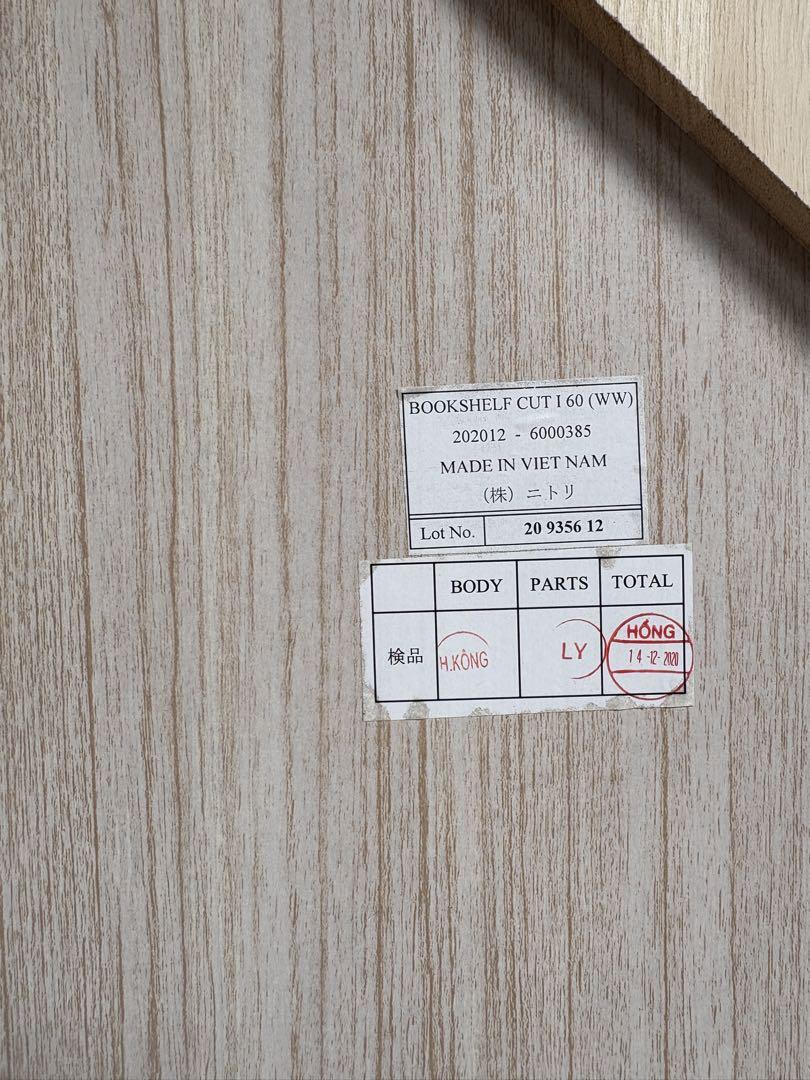 BOOKSHELF CUT I 60 (WW)
202012 - 6000385
MADE IN VIET NAM
（株）ニトリ
Lot No. 20 9356 12
BODY PARTS TOTAL
検品 H.KÔNG LY HỒNG
14-12-2020